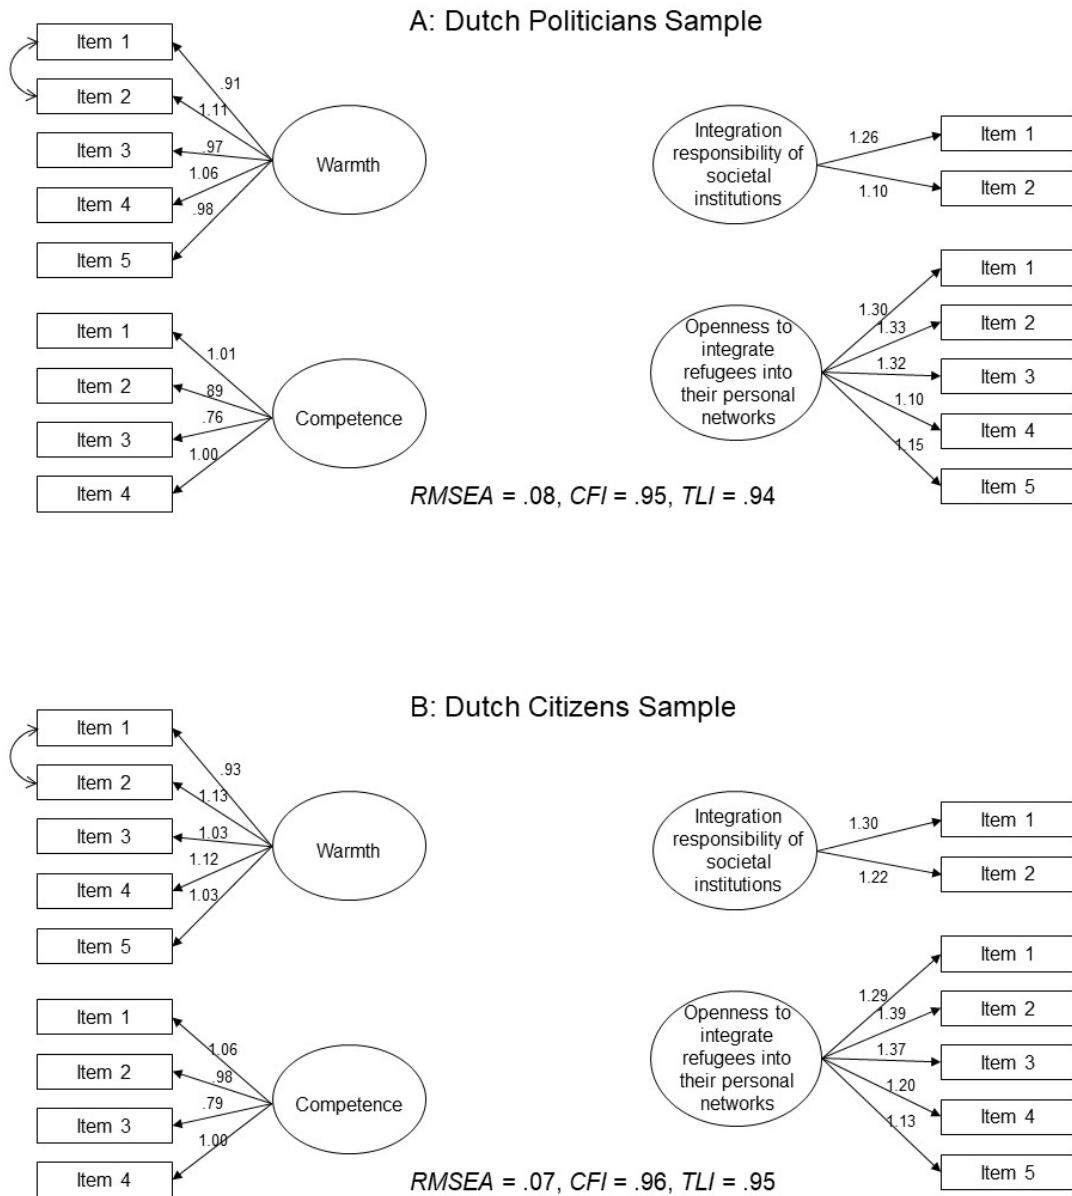 A: Dutch Politicians Sample
Item 1
Item 2
Item 3
Item 4
Item 5
.91
1.11
.97
1.06
.98
Warmth
Item 1
Item 2
Item 3
Item 4
1.01
.89
.76
1.00
Competence
Integration
responsibility of
societal
institutions
1.26
1.10
Item 1
Item 2
Openness to
integrate
refugees into
their personal
networks
1.30
1.33
1.32
1.10
1.15
Item 1
Item 2
Item 3
Item 4
Item 5
RMSEA = .08, CFI = .95, TLI = .94
B: Dutch Citizens Sample
Item 1
Item 2
Item 3
Item 4
Item 5
.93
1.13
1.03
1.12
1.03
Warmth
Item 1
Item 2
Item 3
Item 4
1.06
.98
.79
1.00
Competence
Integration
responsibility of
societal
institutions
1.30
1.22
Item 1
Item 2
Openness to
integrate
refugees into
their personal
networks
1.29
1.39
1.37
1.20
1.13
Item 1
Item 2
Item 3
Item 4
Item 5
RMSEA = .07, CFI = .96, TLI = .95